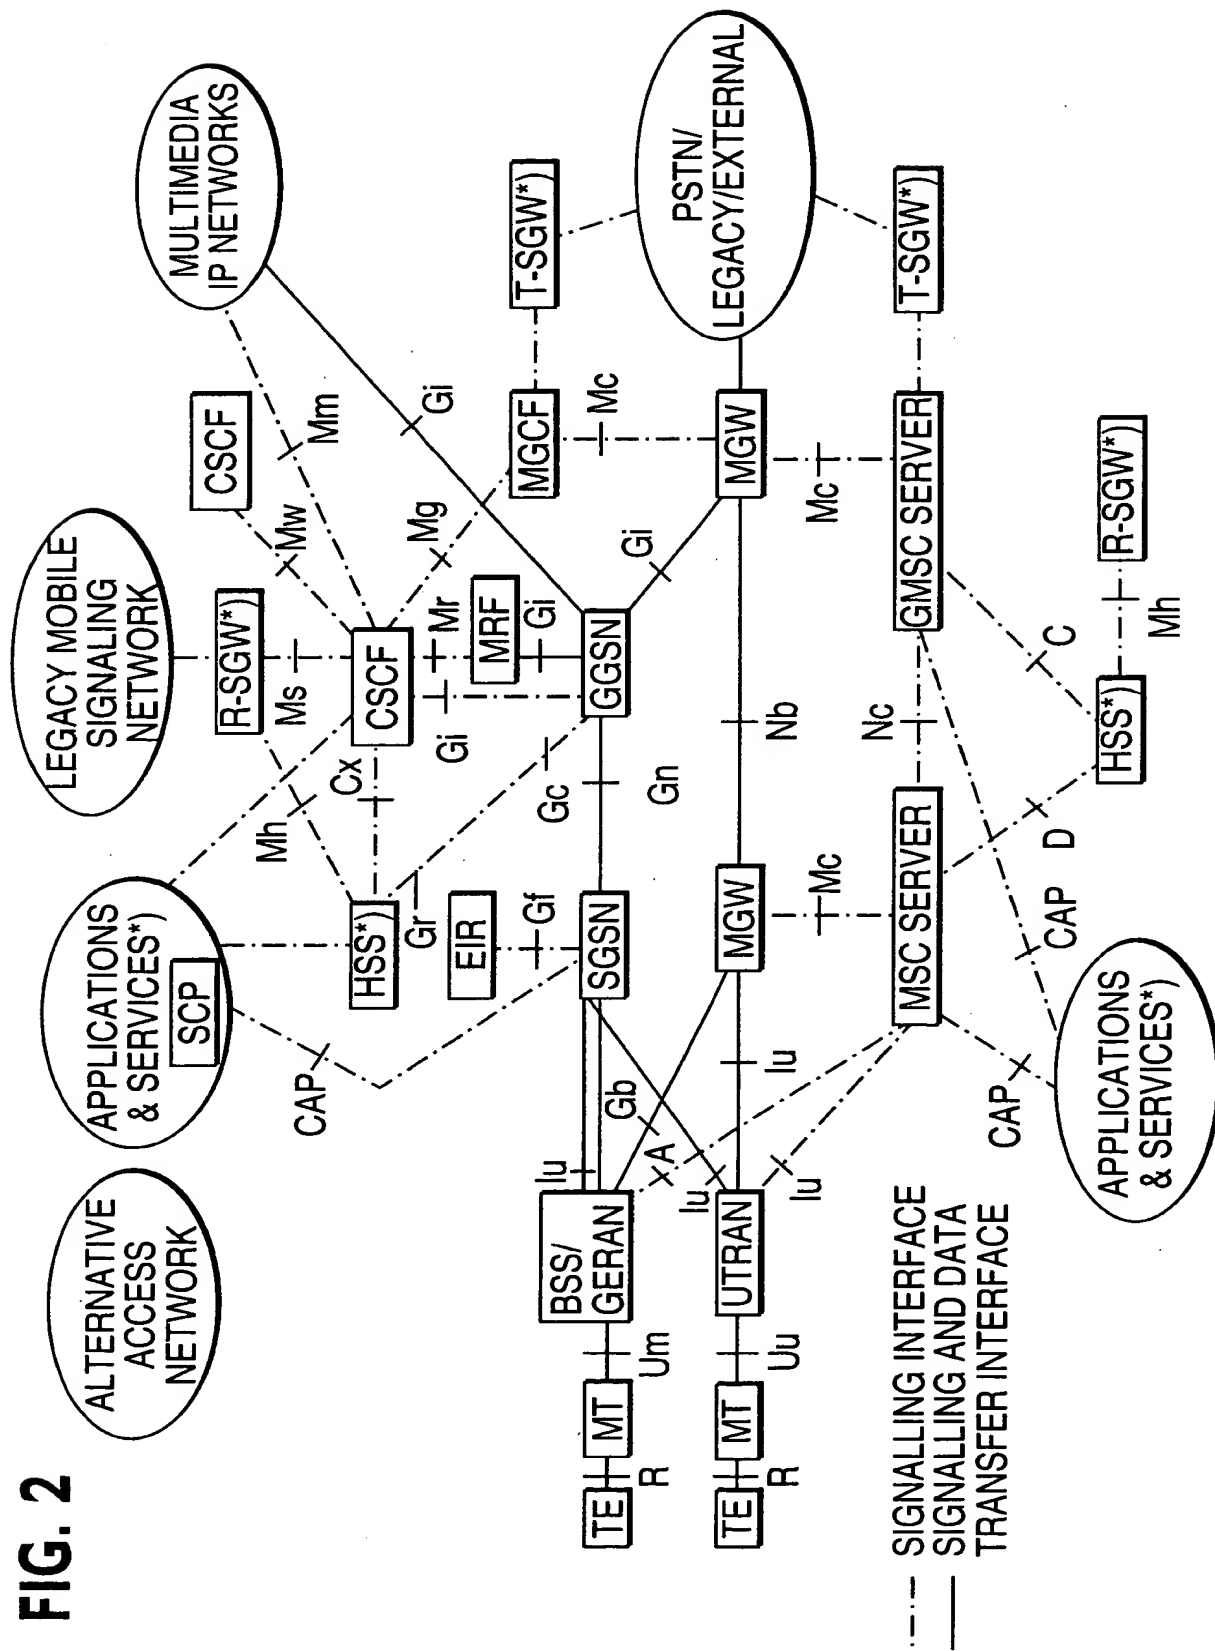 FIG. 2
ALTERNATIVE
ACCESS
NETWORK
APPLICATIONS
& SERVICES*)
SCP
LEGACY MOBILE
SIGNALING
NETWORK
MULTIMEDIA
IP NETWORKS
CAP
Mh
R-SGW*)
Ms
Mw
CSCF
Mm
HSS*)
Cx
CSCF
Gr
Gi
Mr
Mg
Gi
EIR
Gf
Gc
MRF
Gi
MGCF
T-SGW*)
Mc
TE
R
MT
Um
BSS/
GERAN
Iu
Gb
SGSN
Gn
GGSN
Gi
A
Iu
TE
R
MT
Uu
UTRAN
Iu
Iu
MGW
Nb
MGW
PSTN/
LEGACY/EXTERNAL
Mc
Mc
MSC SERVER
Nc
GMSC SERVER
T-SGW*)
CAP
CAP
D
C
APPLICATIONS
& SERVICES*)
HSS*)
Mh
R-SGW*)
SIGNALLING INTERFACE
SIGNALLING AND DATA
TRANSFER INTERFACE